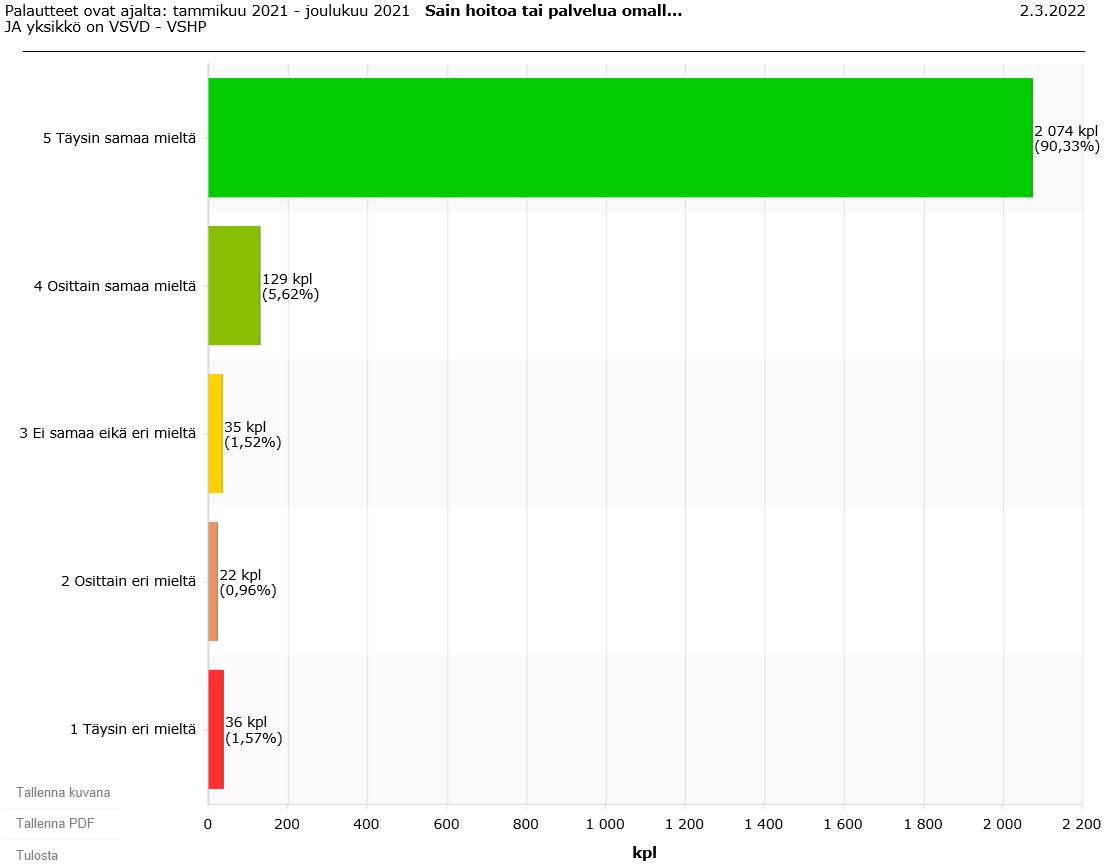 Palautteet ovat ajalta: tammikuu 2021 - joulukuu 2021 Sain hoitoa tai palvelua omall... 2.3.2022
JA yksikkö on VSVD - VSHP
5 Täysin samaa mieltä
2 074 kpl
(90,33%)
4 Osittain samaa mieltä
129 kpl
(5,62%)
3 Ei samaa eikä eri mieltä
35 kpl
(1,52%)
2 Osittain eri mieltä
22 kpl
(0,96%)
1 Täysin eri mieltä
36 kpl
(1,57%)
Tallenna kuvana
Tallenna PDF
Tulosta
0 200 400 600 800 1 000 1 200 1 400 1 600 1 800 2 000 2 200
kpl